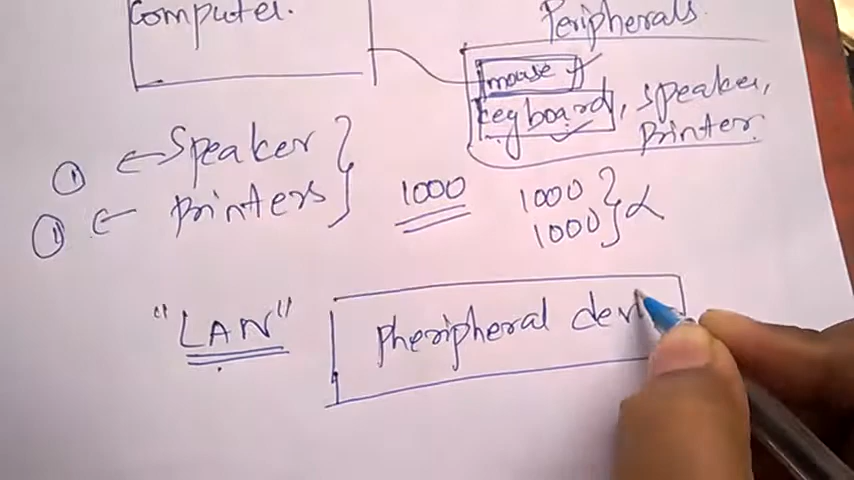 Computer.
Peripherals.
mouse
keyboard, speaker,
printer.
① ← Speaker
① ← printers
1000 1000
1000
"LAN" pheripheral dev